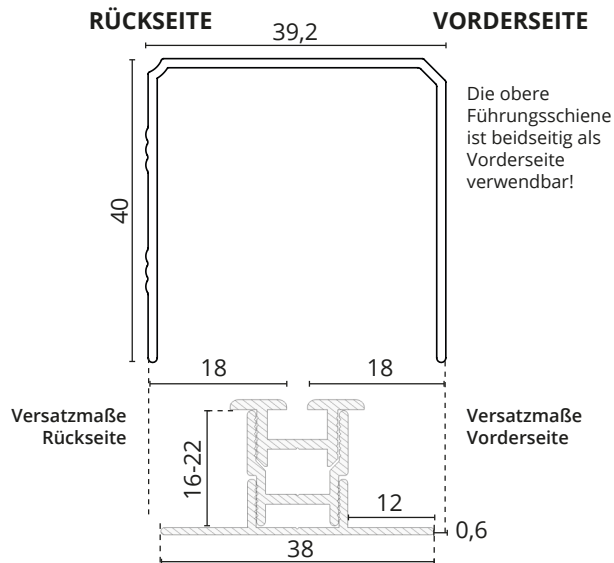 RÜCKSEITE
VORDERSEITE
39,2
Die obere
Führungsschiene
ist beidseitig als
Vorderseite
verwendbar!
40
18
18
Versatzmaße
Rückseite
Versatzmaße
Vorderseite
16-22
12
0,6
38